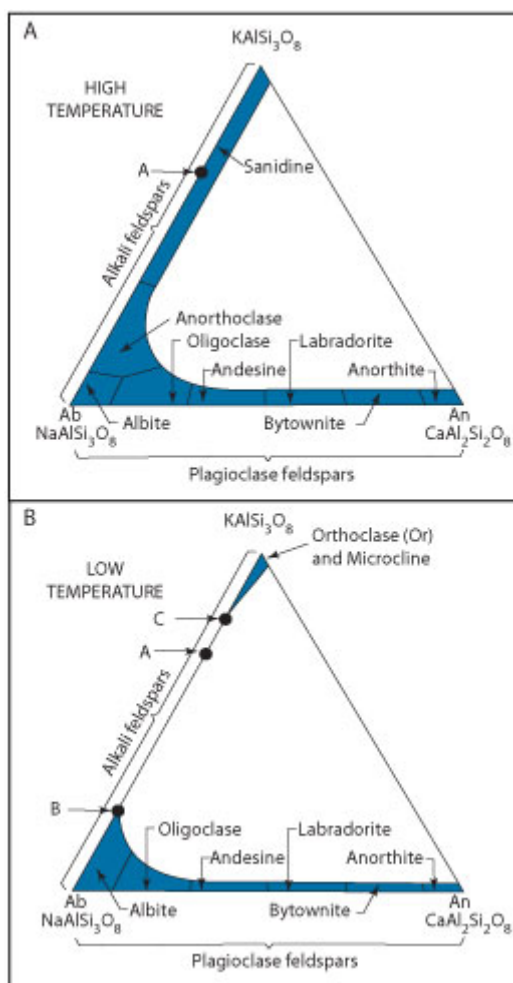 A
KAlSi₃O₈
HIGH
TEMPERATURE
A
Sanidine
Alkali feldspars
Anorthoclase
Oligoclase
Labradorite
Andesine
Anorthite
Ab
Albite
Bytownite
An
NaAlSi₃O₈
CaAl₂Si₂O₈
Plagioclase feldspars
B
KAlSi₃O₈
Orthoclase (Or)
and Microcline
LOW
TEMPERATURE
C
A
Alkali feldspars
B
Oligoclase
Labradorite
Andesine
Anorthite
Ab
Albite
Bytownite
An
NaAlSi₃O₈
CaAl₂Si₂O₈
Plagioclase feldspars